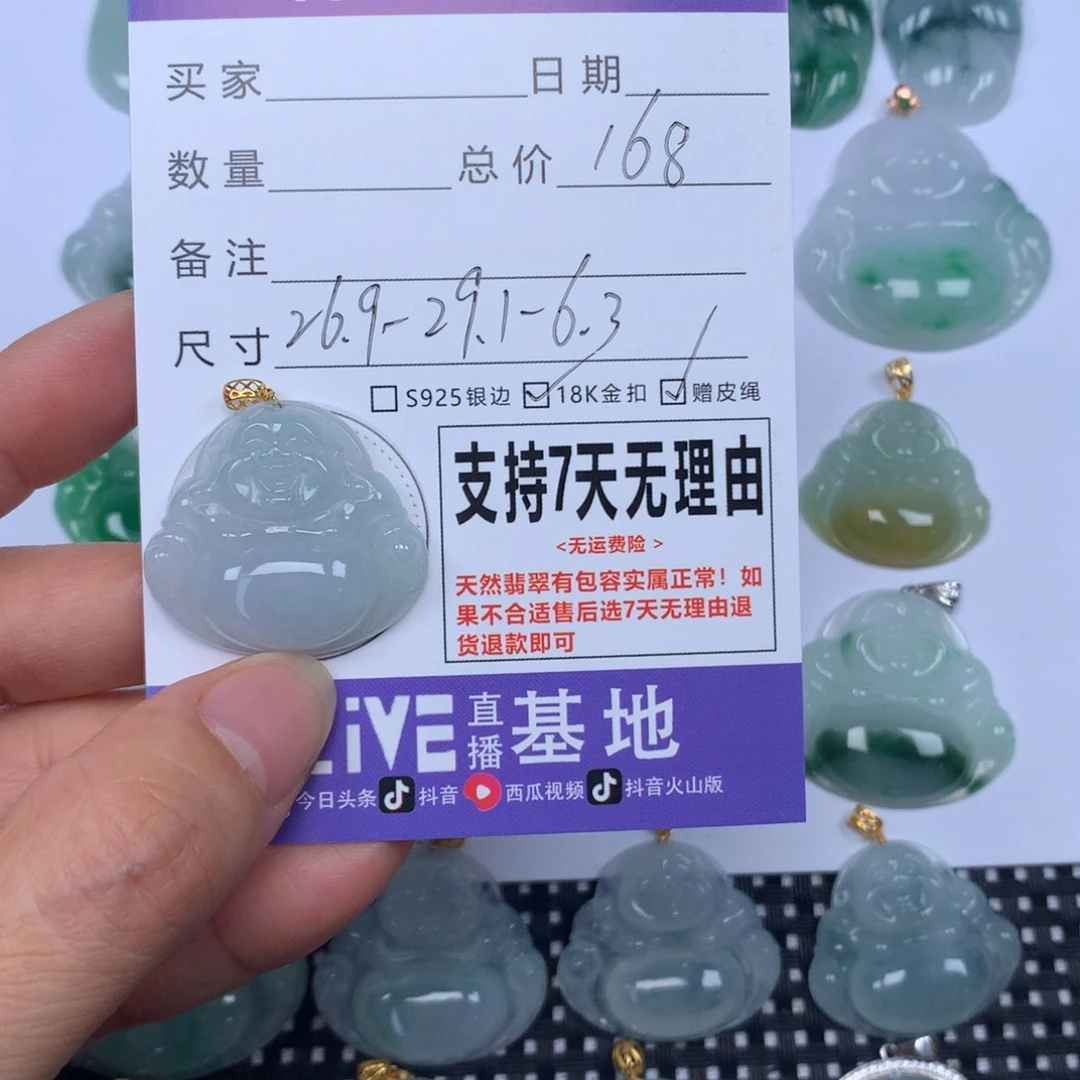 买家 日期
数量 总价 168
备注
尺寸 26.9-29.1-6.3
S925银边 18K金扣 赠皮绳
支持7天无理由
<无运费险 >
天然翡翠有包容实属正常！如
果不合适售后选7天无理由退
货退款即可
LiVE 直播 基地
今日头条 抖音 西瓜视频 抖音火山版